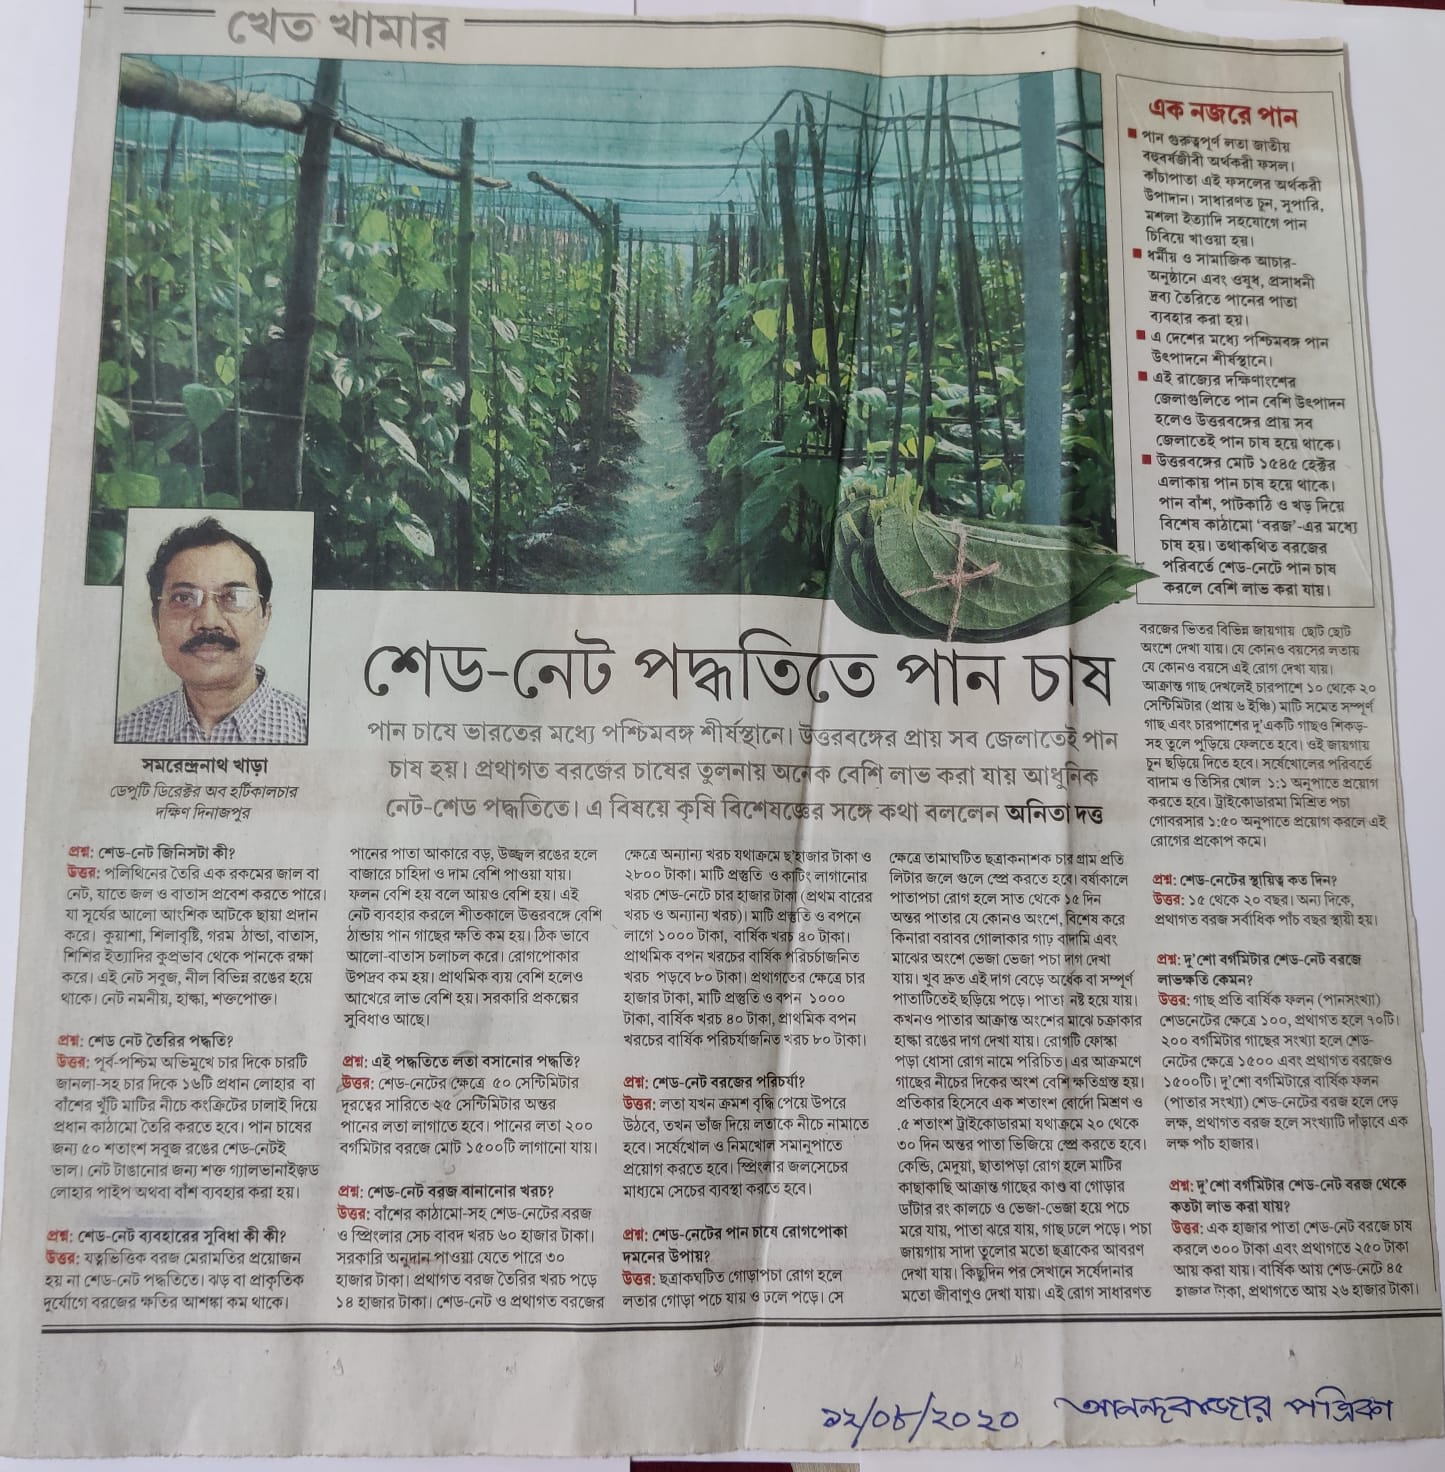 খেত খামার
এক নজরে পান
■ পান গুরুত্বপূর্ণ লতা জাতীয়
বহুবর্ষজীবী অর্থকরী ফসল।
কাঁচাপাতা এই ফসলের অর্থকরী
উপাদান। সাধারণত চুন, সুপারি,
মশলা ইত্যাদি সহযোগে পান
চিবিয়ে খাওয়া হয়।
■ ধর্মীয় ও সামাজিক আচার-
অনুষ্ঠানে এবং ওষুধ, প্রসাধনী
দ্রব্য তৈরিতে পানের পাতা
ব্যবহার করা হয়।
■ এ দেশের মধ্যে পশ্চিমবঙ্গ পান
উৎপাদনে শীর্ষস্থানে।
■ এই রাজ্যের দক্ষিণাংশের
জেলাগুলিতে পান বেশি উৎপাদন
হলেও উত্তরবঙ্গের প্রায় সব
জেলাতেই পান চাষ হয়ে থাকে।
■ উত্তরবঙ্গের মোট ১৫৪৫ হেক্টর
এলাকায় পান চাষ হয়ে থাকে।
পান বাঁশ, পাটকাঠি ও খড় দিয়ে
বিশেষ কাঠামো ‘বরজ’-এর মধ্যে
চাষ হয়। তথাকথিত বরজের
পরিবর্তে শেড-নেটে পান চাষ
করলে বেশি লাভ করা যায়।
শেড-নেট পদ্ধতিতে পান চাষ
পান চাষে ভারতের মধ্যে পশ্চিমবঙ্গ শীর্ষস্থানে। উত্তরবঙ্গের প্রায় সব জেলাতেই পান
চাষ হয়। প্রথাগত বরজের চাষের তুলনায় অনেক বেশি লাভ করা যায় আধুনিক
নেট-শেড পদ্ধতিতে। এ বিষয়ে কৃষি বিশেষজ্ঞের সঙ্গে কথা বললেন অনিতা দত্ত
সমরেন্দ্রনাথ খাড়া
ডেপুটি ডিরেক্টর অব হর্টিকালচার
দক্ষিণ দিনাজপুর
প্রশ্ন: শেড-নেট জিনিসটা কী?
উত্তর: পলিথিনের তৈরি এক রকমের জাল বা
নেট, যাতে জল ও বাতাস প্রবেশ করতে পারে।
যা সূর্যের আলো আংশিক আটকে ছায়া প্রদান
করে। কুয়াশা, শিলাবৃষ্টি, গরম ঠান্ডা, বাতাস,
শিশির ইত্যাদির কুপ্রভাব থেকে পানকে রক্ষা
করে। এই নেট সবুজ, নীল বিভিন্ন রঙের হয়ে
থাকে। নেট নমনীয়, হাল্কা, শক্তপোক্ত।
প্রশ্ন: শেড নেট তৈরির পদ্ধতি?
উত্তর: পূর্ব-পশ্চিম অভিমুখে চার দিকে চারটি
জানলা-সহ চার দিকে ১৬টি প্রধান লোহার বা
বাঁশের খুঁটি মাটির নীচে কংক্রিটের ঢালাই দিয়ে
প্রধান কাঠামো তৈরি করতে হবে। পান চাষের
জন্য ৫০ শতাংশ সবুজ রঙের শেড-নেটই
ভাল। নেট টাঙানোর জন্য শক্ত গ্যালভানাইজ়ড
লোহার পাইপ অথবা বাঁশ ব্যবহার করা হয়।
প্রশ্ন: শেড-নেট ব্যবহারের সুবিধা কী কী?
উত্তর: যত্নভিত্তিক বরজ মেরামতির প্রয়োজন
হয় না শেড-নেট পদ্ধতিতে। ঝড় বা প্রাকৃতিক
দুর্যোগে বরজের ক্ষতির আশঙ্কা কম থাকে।
পানের পাতা আকারে বড়, উজ্জ্বল রঙের হলে
বাজারে চাহিদা ও দাম বেশি পাওয়া যায়।
ফলন বেশি হয় বলে আয়ও বেশি হয়। এই
নেট ব্যবহার করলে শীতকালে উত্তরবঙ্গে বেশি
ঠান্ডায় পান গাছের ক্ষতি কম হয়। ঠিক ভাবে
আলো-বাতাস চলাচল করে। রোগপোকার
উপদ্রব কম হয়। প্রাথমিক ব্যয় বেশি হলেও
আখেরে লাভ বেশি হয়। সরকারি প্রকল্পের
সুবিধাও আছে।
প্রশ্ন: এই পদ্ধতিতে লতা বসানোর পদ্ধতি?
উত্তর: শেড-নেটের ক্ষেত্রে ৫০ সেন্টিমিটার
দূরত্বের সারিতে ২৫ সেন্টিমিটার অন্তর
পানের লতা লাগাতে হবে। পানের লতা ২০০
বর্গমিটার বরজে মোট ১৫০০টি লাগানো যায়।
প্রশ্ন: শেড-নেট বরজ বানানোর খরচ?
উত্তর: বাঁশের কাঠামো-সহ শেড-নেটের বরজ
ও স্প্রিংলার সেচ বাবদ খরচ ৬০ হাজার টাকা।
সরকারি অনুদান পাওয়া যেতে পারে ৩০
হাজার টাকা। প্রথাগত বরজ তৈরির খরচ পড়ে
১৪ হাজার টাকা। শেড-নেট ও প্রথাগত বরজের
ক্ষেত্রে অন্যান্য খরচ যথাক্রমে ছ’হাজার টাকা ও
২৮০০ টাকা। মাটি প্রস্তুতি ও কাটিং লাগানোর
খরচ শেড-নেটে চার হাজার টাকা (প্রথম বারের
খরচ ও অন্যান্য খরচ)। মাটি প্রস্তুতি ও বপনে
লাগে ১০০০ টাকা, বার্ষিক খরচ ৪০ টাকা।
প্রাথমিক বপন খরচের বার্ষিক পরিচর্যাজনিত
খরচ পড়বে ৮০ টাকা। প্রথাগতের ক্ষেত্রে চার
হাজার টাকা, মাটি প্রস্তুতি ও বপন ১০০০
টাকা, বার্ষিক খরচ ৪০ টাকা, প্রাথমিক বপন
খরচের বার্ষিক পরিচর্যাজনিত খরচ ৮০ টাকা।
প্রশ্ন: শেড-নেট বরজের পরিচর্যা?
উত্তর: লতা যখন ক্রমশ বৃদ্ধি পেয়ে উপরে
উঠবে, তখন ভাঁজ দিয়ে লতাকে নীচে নামাতে
হবে। সর্ষেখোল ও নিমখোল সমানুপাতে
প্রয়োগ করতে হবে। স্প্রিংলার জলসেচের
মাধ্যমে সেচের ব্যবস্থা করতে হবে।
প্রশ্ন: শেড-নেটের পান চাষে রোগপোকা
দমনের উপায়?
উত্তর: ছত্রাকঘটিত গোড়াপচা রোগ হলে
লতার গোড়া পচে যায় ও ঢলে পড়ে। সে
ক্ষেত্রে তামাঘটিত ছত্রাকনাশক চার গ্রাম প্রতি
লিটার জলে গুলে স্প্রে করতে হবে। বর্ষাকালে
পাতাপচা রোগ হলে সাত থেকে ১৫ দিন
অন্তর পাতার যে কোনও অংশে, বিশেষ করে
কিনারা বরাবর গোলাকার গাঢ় বাদামি এবং
মাঝের অংশে ভেজা ভেজা পচা দাগ দেখা
যায়। খুব দ্রুত এই দাগ বেড়ে অর্ধেক বা সম্পূর্ণ
পাতাটিতেই ছড়িয়ে পড়ে। পাতা নষ্ট হয়ে যায়।
কখনও পাতার আক্রান্ত অংশের মাঝে চক্রাকার
হাল্কা রঙের দাগ দেখা যায়। রোগটি ফোস্কা
পড়া ধোসা রোগ নামে পরিচিত। এর আক্রমণে
গাছের নীচের দিকের অংশ বেশি ক্ষতিগ্রস্ত হয়।
প্রতিকার হিসেবে এক শতাংশ বোর্দো মিশ্রণ ও
.৫ শতাংশ ট্রাইকোডারমা যথাক্রমে ২০ থেকে
৩০ দিন অন্তর পাতা ভিজিয়ে স্প্রে করতে হবে।
কেল্ডি, মেদুয়া, ছাতাপড়া রোগ হলে মাটির
কাছাকাছি আক্রান্ত গাছের কাণ্ড বা গোড়ার
ডাঁটার রং কালচে ও ভেজা-ভেজা হয়ে পচে
মরে যায়, পাতা ঝরে যায়, গাছ ঢলে পড়ে। পচা
জায়গায় সাদা তুলোর মতো ছত্রাকের আবরণ
দেখা যায়। কিছুদিন পর সেখানে সর্ষেদানার
মতো জীবাণুও দেখা যায়। এই রোগ সাধারণত
বরজের ভিতর বিভিন্ন জায়গায় ছোট ছোট
অংশে দেখা যায়। যে কোনও বয়সের লতায়
যে কোনও বয়সে এই রোগ দেখা যায়।
আক্রান্ত গাছ দেখলেই চারপাশে ১০ থেকে ২০
সেন্টিমিটার (প্রায় ৬ ইঞ্চি) মাটি সমেত সম্পূর্ণ
গাছ এবং চারপাশের দু’একটি গাছও শিকড়-
সহ তুলে পুড়িয়ে ফেলতে হবে। ওই জায়গায়
চুন ছড়িয়ে দিতে হবে। সর্ষেখোলের পরিবর্তে
বাদাম ও তিসির খোল ১:১ অনুপাতে প্রয়োগ
করতে হবে। ট্রাইকোডারমা মিশ্রিত পচা
গোবরসার ১:৫০ অনুপাতে প্রয়োগ করলে এই
রোগের প্রকোপ কমে।
প্রশ্ন: শেড-নেটের স্থায়িত্ব কত দিন?
উত্তর: ১৫ থেকে ২০ বছর। অন্য দিকে,
প্রথাগত বরজ সর্বাধিক পাঁচ বছর স্থায়ী হয়।
প্রশ্ন: দু’শো বর্গমিটার শেড-নেট বরজে
লাভক্ষতি কেমন?
উত্তর: গাছ প্রতি বার্ষিক ফলন (পানসংখ্যা)
শেডনেটের ক্ষেত্রে ১০০, প্রথাগত হলে ৭০টি।
২০০ বর্গমিটার গাছের সংখ্যা হলে শেড-
নেটের ক্ষেত্রে ১৫০০ এবং প্রথাগত বরজেও
১৫০০টি। দু’শো বর্গমিটারে বার্ষিক ফলন
(পাতার সংখ্যা) শেড-নেটের বরজ হলে দেড়
লক্ষ, প্রথাগত বরজ হলে সংখ্যাটি দাঁড়াবে এক
লক্ষ পাঁচ হাজার।
প্রশ্ন: দু’শো বর্গমিটার শেড-নেট বরজ থেকে
কতটা লাভ করা যায়?
উত্তর: এক হাজার পাতা শেড-নেট বরজে চাষ
করলে ৩০০ টাকা এবং প্রথাগতে ২৫০ টাকা
আয় করা যায়। বার্ষিক আয় শেড-নেটে ৪৫
হাজার টাকা, প্রথাগতে আয় ২৬ হাজার টাকা।
১২/০৮/২০২০ আনন্দবাজার পত্রিকা